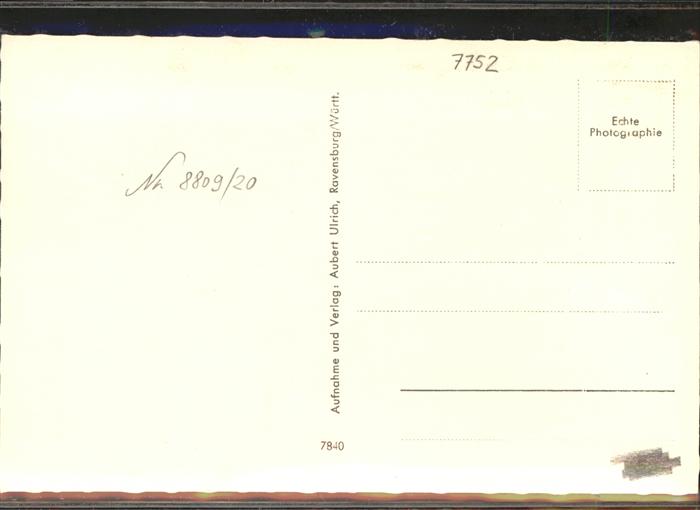 7752
Echte
Photographie
Nr. 8809/20
Aufnahme und Verlag: Aubert Ulrich, Ravensburg/Württ.
7840